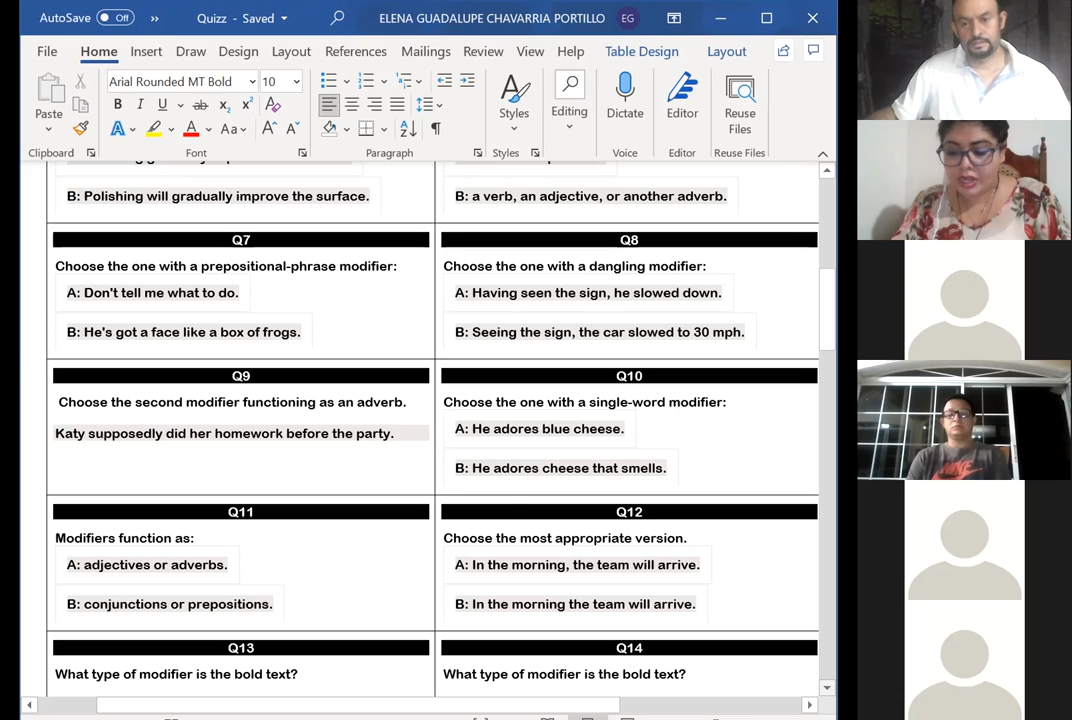 AutoSave Off Quizz - Saved ELENA GUADALUPE CHAVARRIA PORTILLO EG
File Home Insert Draw Design Layout References Mailings Review View Help Table Design Layout
Arial Rounded MT Bold 10
Paste Styles Editing Dictate Editor Reuse Files
Clipboard Font Paragraph Styles Voice Editor Reuse Files
B: Polishing will gradually improve the surface.
B: a verb, an adjective, or another adverb.
Q7
Choose the one with a prepositional-phrase modifier:
A: Don't tell me what to do.
B: He's got a face like a box of frogs.
Q8
Choose the one with a dangling modifier:
A: Having seen the sign, he slowed down.
B: Seeing the sign, the car slowed to 30 mph.
Q9
Choose the second modifier functioning as an adverb.
Katy supposedly did her homework before the party.
Q10
Choose the one with a single-word modifier:
A: He adores blue cheese.
B: He adores cheese that smells.
Q11
Modifiers function as:
A: adjectives or adverbs.
B: conjunctions or prepositions.
Q12
Choose the most appropriate version.
A: In the morning, the team will arrive.
B: In the morning the team will arrive.
Q13
What type of modifier is the bold text?
Q14
What type of modifier is the bold text?